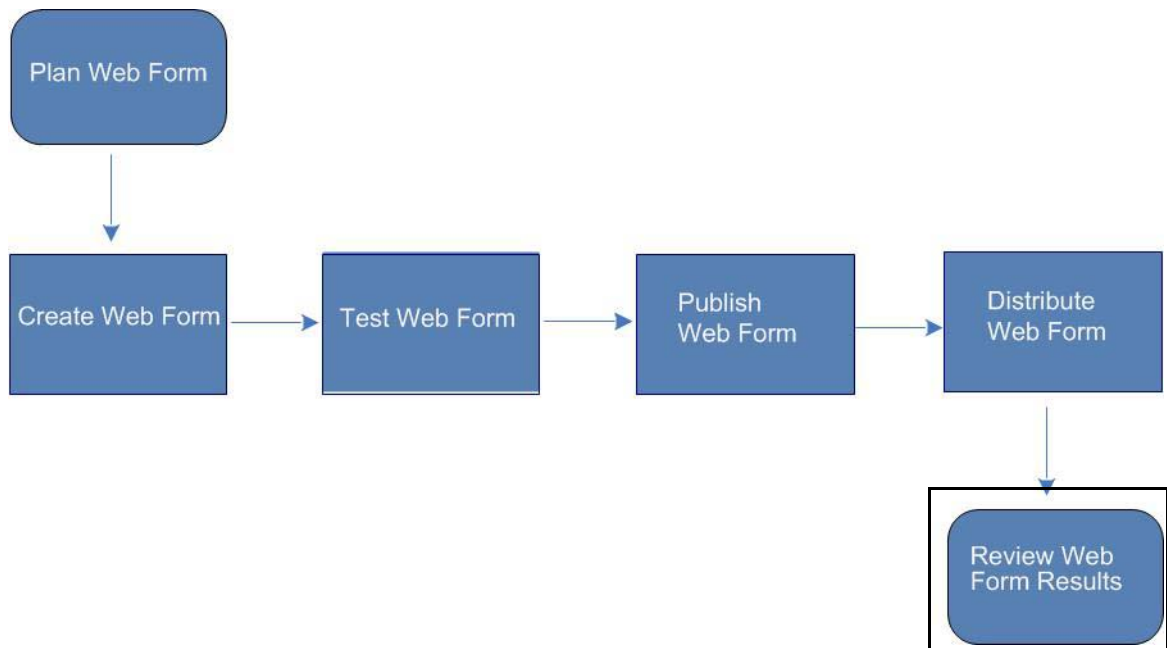 Plan Web Form
Create Web Form
Test Web Form
Publish
Web Form
Distribute
Web Form
Review Web
Form Results